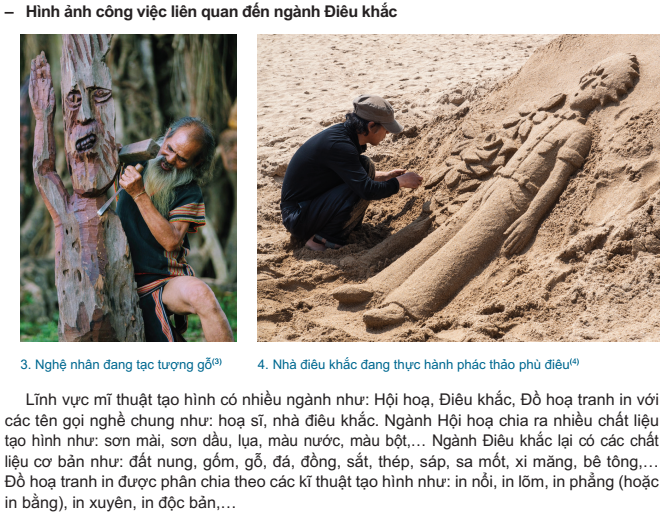 – Hình ảnh công việc liên quan đến ngành Điêu khắc
3. Nghệ nhân đang tạc tượng gỗ(3)
4. Nhà điêu khắc đang thực hành phác thảo phù điêu(4)
Lĩnh vực mĩ thuật tạo hình có nhiều ngành như: Hội hoạ, Điêu khắc, Đồ hoạ tranh in với
các tên gọi nghề chung như: hoạ sĩ, nhà điêu khắc. Ngành Hội hoạ chia ra nhiều chất liệu
tạo hình như: sơn mài, sơn dầu, lụa, màu nước, màu bột,... Ngành Điêu khắc lại có các chất
liệu cơ bản như: đất nung, gốm, gỗ, đá, đồng, sắt, thép, sáp, sa mốt, xi măng, bê tông,...
Đồ hoạ tranh in được phân chia theo các kĩ thuật tạo hình như: in nổi, in lõm, in phẳng (hoặc
in bằng), in xuyên, in độc bản,...